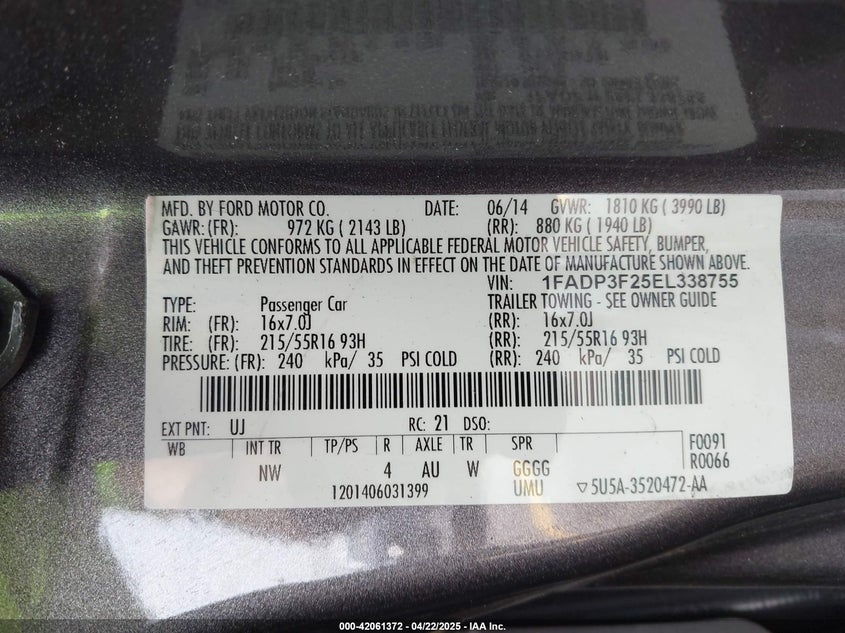 MFD. BY FORD MOTOR CO. DATE: 06/14 GVWR: 1810 KG ( 3990 LB)
GAWR: (FR): 972 KG ( 2143 LB) (RR): 880 KG ( 1940 LB)
THIS VEHICLE CONFORMS TO ALL APPLICABLE FEDERAL MOTOR VEHICLE SAFETY, BUMPER,
AND THEFT PREVENTION STANDARDS IN EFFECT ON THE DATE OF MANUFACTURE SHOWN ABOVE.
VIN: 1FADP3F25EL338755
TYPE: Passenger Car TRAILER TOWING - SEE OWNER GUIDE
RIM: (FR): 16x7.0J (RR): 16x7.0J
TIRE: (FR): 215/55R16 93H (RR): 215/55R16 93H
PRESSURE: (FR): 240 kPa/ 35 PSI COLD (RR): 240 kPa/ 35 PSI COLD
EXT PNT: UJ RC: 21 DSO:
WB INT TR TP/PS R AXLE TR SPR F0091
NW 4 AU W GGGG R0066
1201406031399 UMU ▽5U5A-3520472-AA
000-42061372 - 04/22/2025 - IAA Inc.